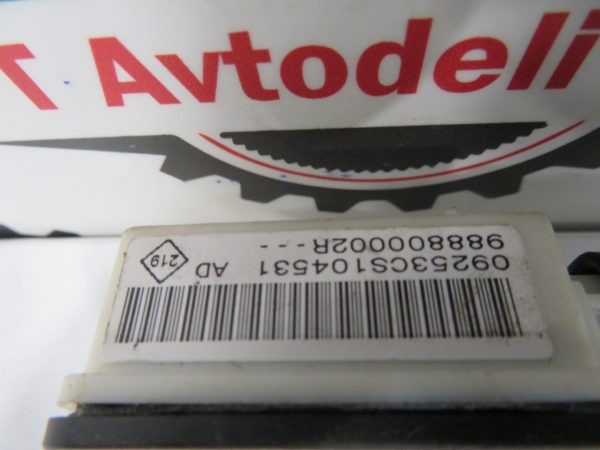 T Avtodeli
09253CS104531 AD
988800002R---
219